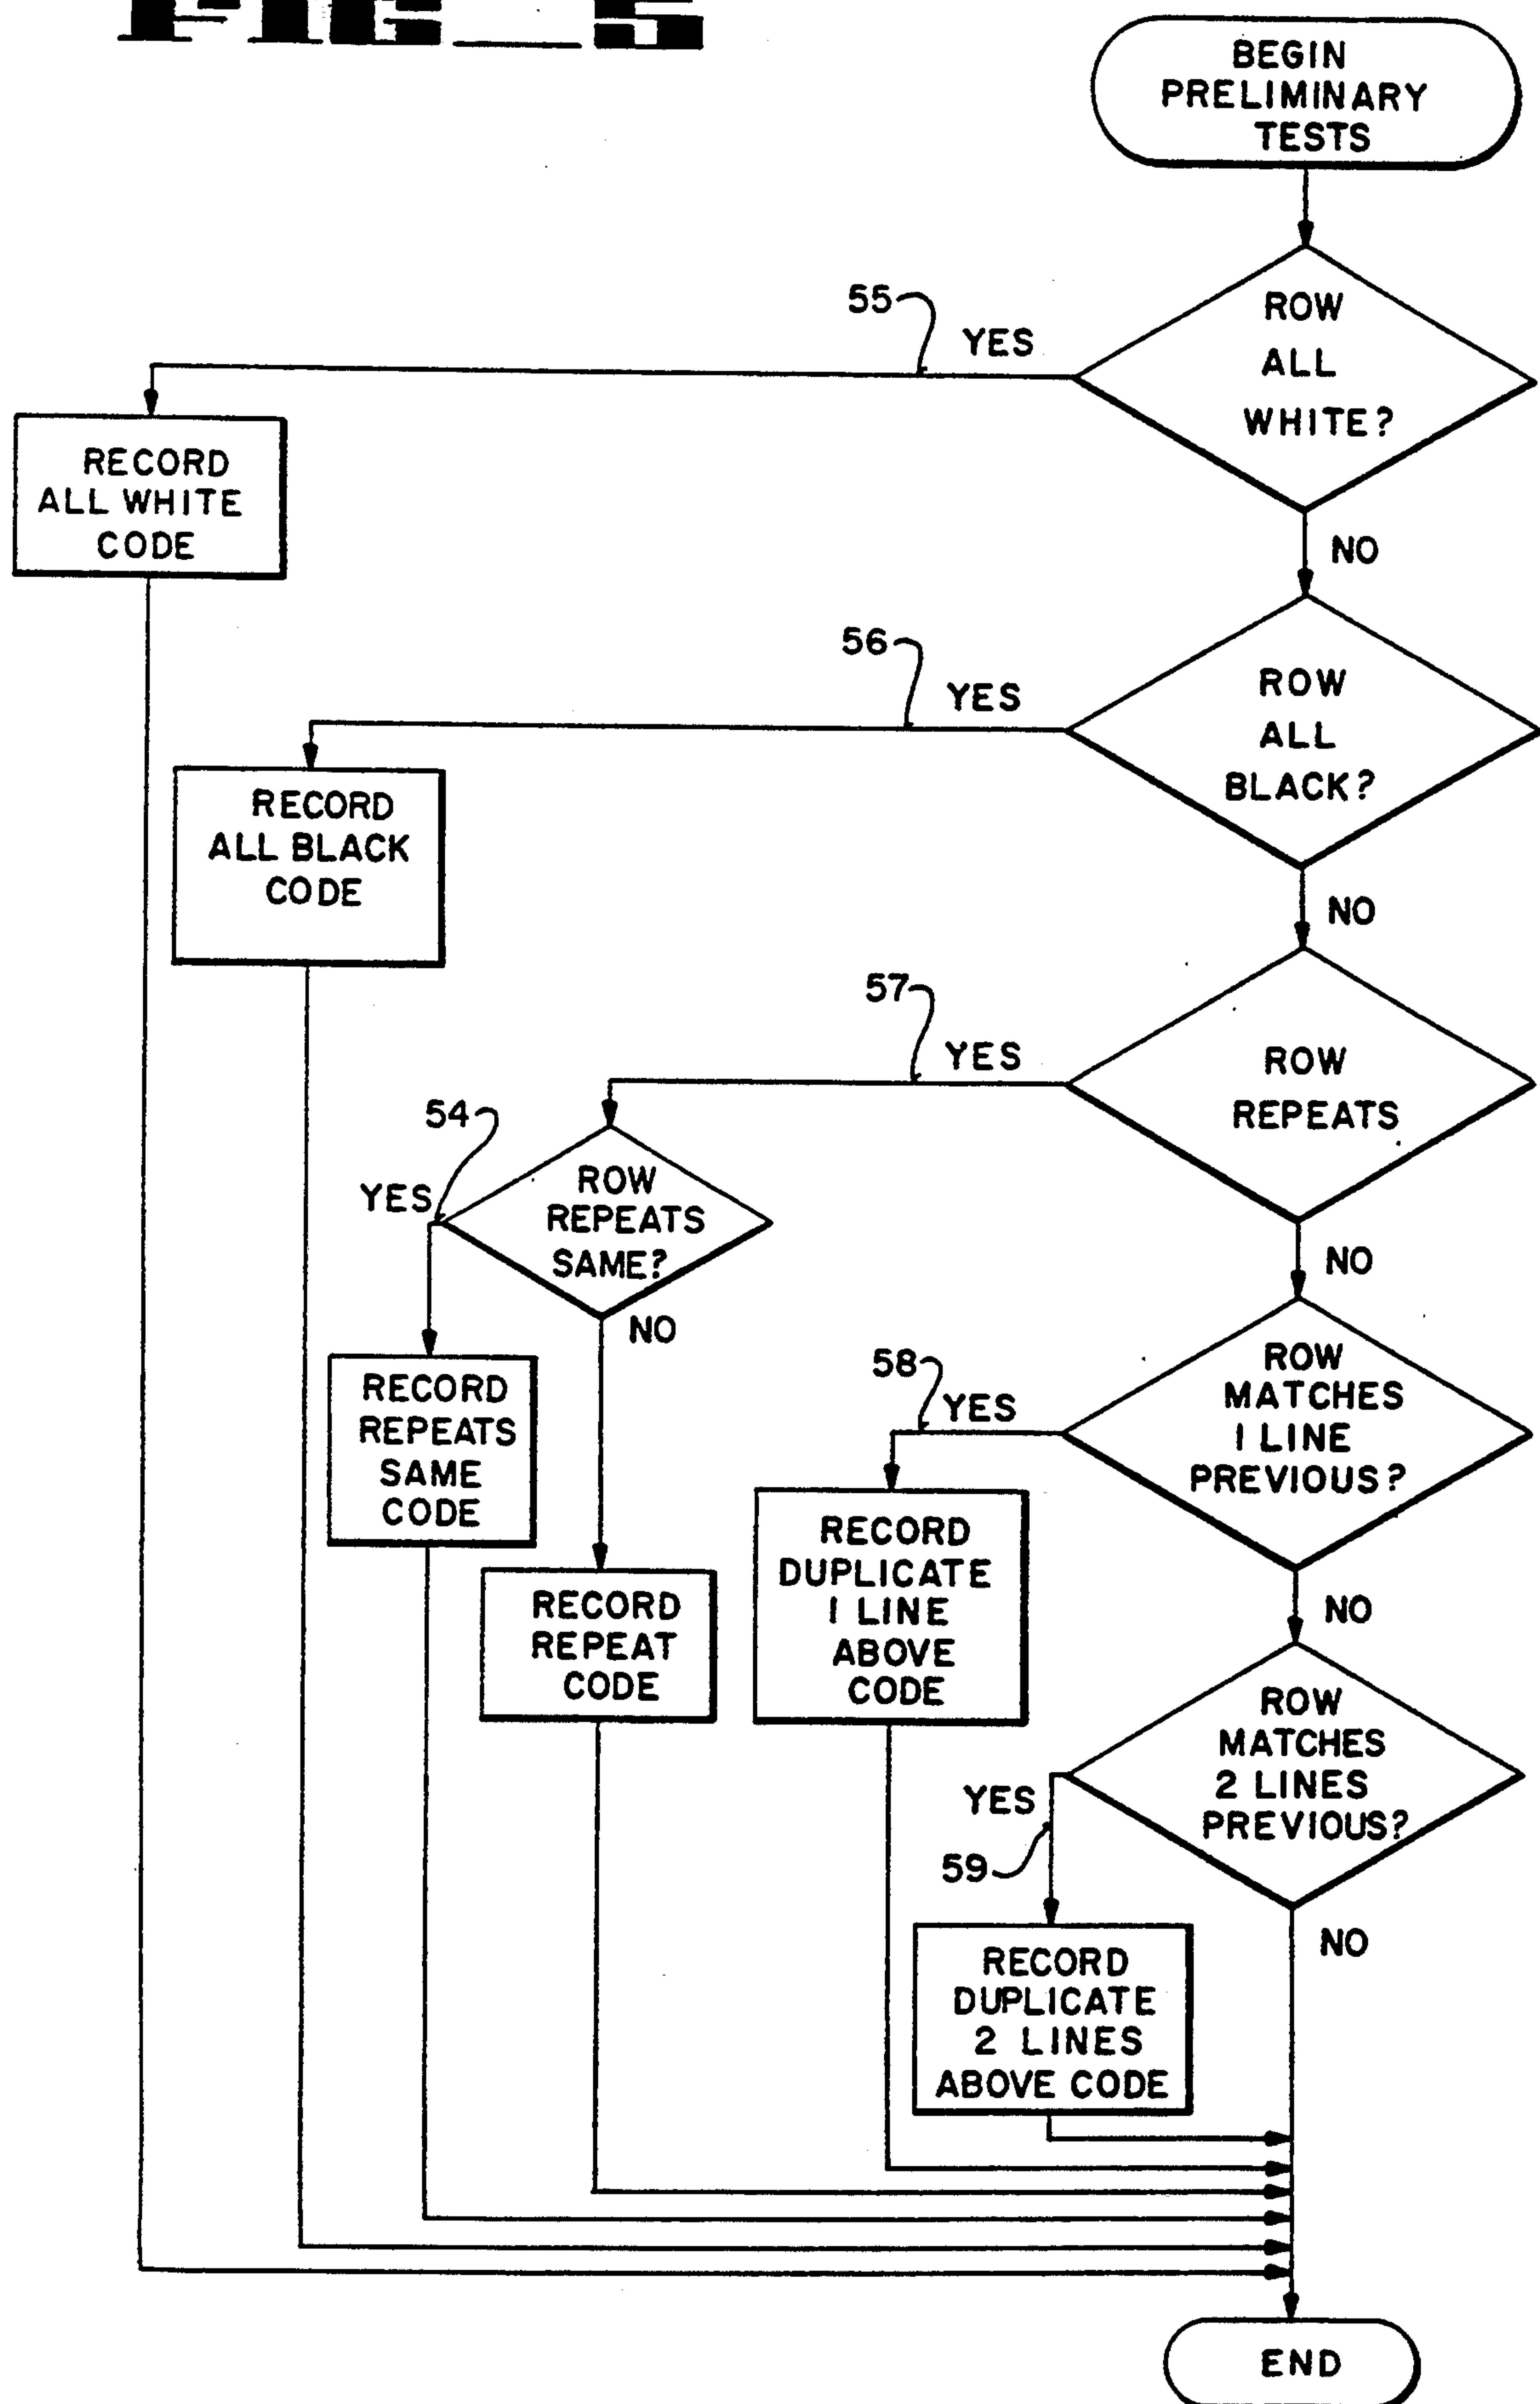 FIG_5
BEGIN
PRELIMINARY
TESTS
ROW
ALL
WHITE?
55
YES
RECORD
ALL WHITE
CODE
NO
ROW
ALL
BLACK?
56
YES
RECORD
ALL BLACK
CODE
NO
ROW
REPEATS
57
YES
54
YES
ROW
REPEATS
SAME?
NO
RECORD
REPEATS
SAME
CODE
RECORD
REPEAT
CODE
NO
ROW
MATCHES
1 LINE
PREVIOUS?
58
YES
RECORD
DUPLICATE
1 LINE
ABOVE
CODE
NO
ROW
MATCHES
2 LINES
PREVIOUS?
YES
59
RECORD
DUPLICATE
2 LINES
ABOVE CODE
NO
END